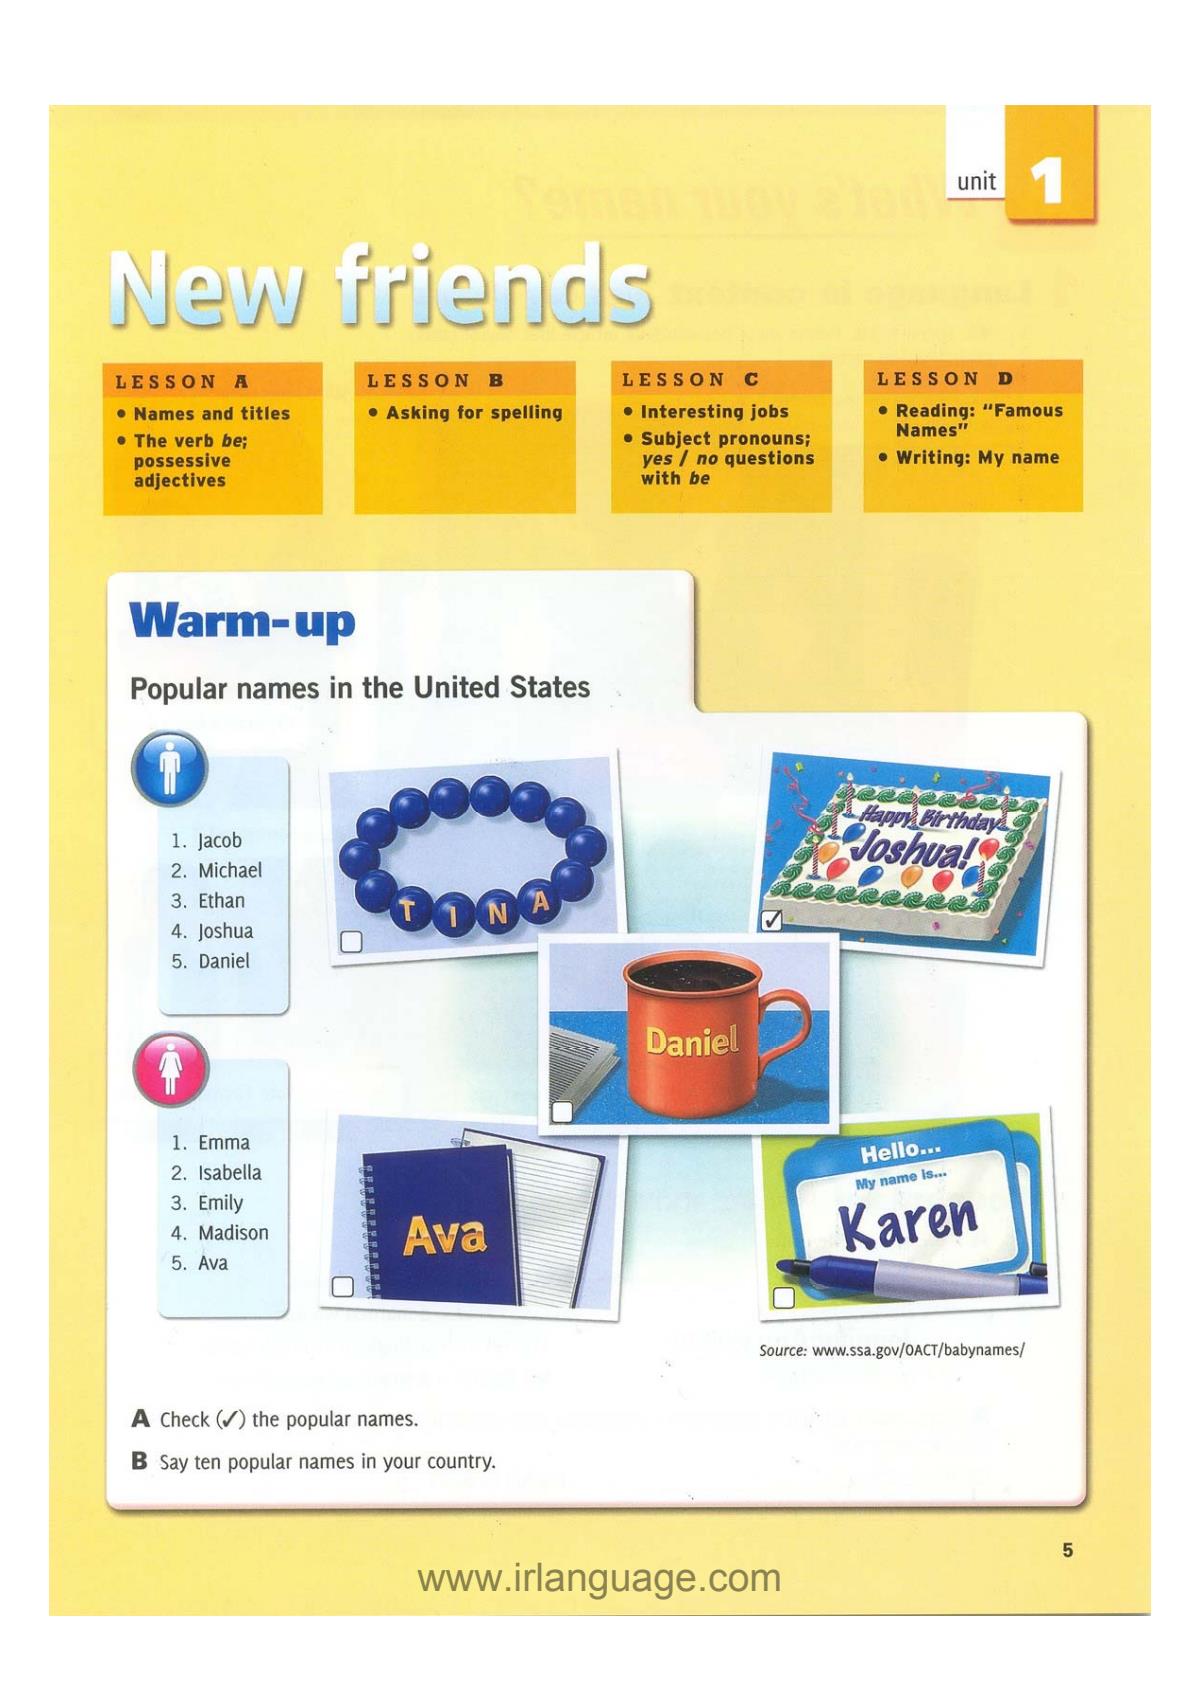 unit 1
New friends
LESSON A
• Names and titles
• The verb be;
possessive
adjectives
LESSON B
• Asking for spelling
LESSON C
• Interesting jobs
• Subject pronouns;
yes / no questions
with be
LESSON D
• Reading: “Famous
Names”
• Writing: My name
Warm-up
Popular names in the United States
1. Jacob
2. Michael
3. Ethan
4. Joshua
5. Daniel
1. Emma
2. Isabella
3. Emily
4. Madison
5. Ava
TINA
Happy Birthday
Joshua!
✓
Daniel
Ava
Hello...
My name is...
Karen
Source: www.ssa.gov/OACT/babynames/
A Check (✓) the popular names.
B Say ten popular names in your country.
5
www.irlanguage.com